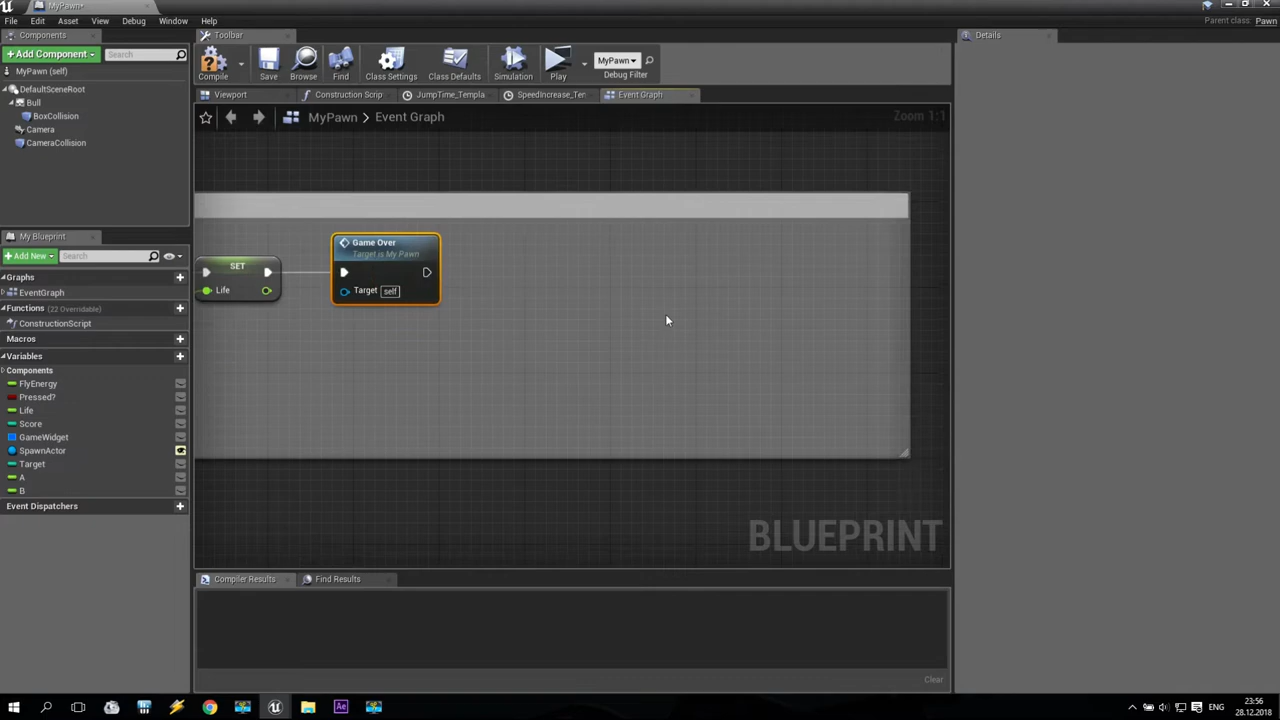 MyPawn*
File Edit Asset View Debug Window Help
Parent class: Pawn
Components
Toolbar
Details
+Add Component
Search
MyPawn (self)
DefaultSceneRoot
Bull
BoxCollision
Camera
CameraCollision
Compile
Save
Browse
Find
Class Settings
Class Defaults
Simulation
Play
MyPawn
Debug Filter
Viewport
Construction Scrip
JumpTime_Templa
SpeedIncrease_Ter
Event Graph
MyPawn > Event Graph
Zoom 1:1
SET
Life
Game Over
Target is My Pawn
Target self
BLUEPRINT
My Blueprint
+Add New
Search
Graphs
EventGraph
Functions (22 Overridable)
ConstructionScript
Macros
Variables
Components
FlyEnergy
Pressed?
Life
Score
GameWidget
SpawnActor
Target
A
B
Event Dispatchers
Compiler Results
Find Results
Clear
Ae
ENG
23:56
28.12.2018